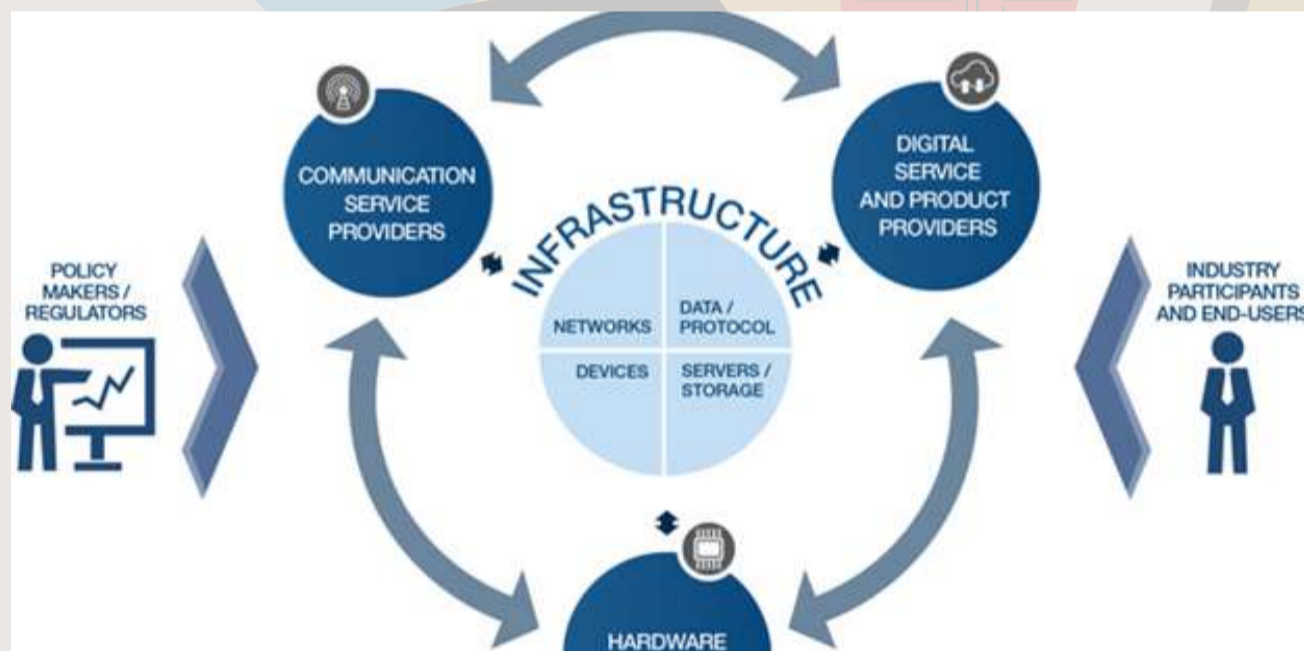 COMMUNICATION
SERVICE
PROVIDERS
DIGITAL
SERVICE
AND PRODUCT
PROVIDERS
INFRASTRUCTURE
POLICY
MAKERS /
REGULATORS
NETWORKS
DATA /
PROTOCOL
DEVICES
SERVERS /
STORAGE
INDUSTRY
PARTICIPANTS
AND END-USERS
HARDWARE